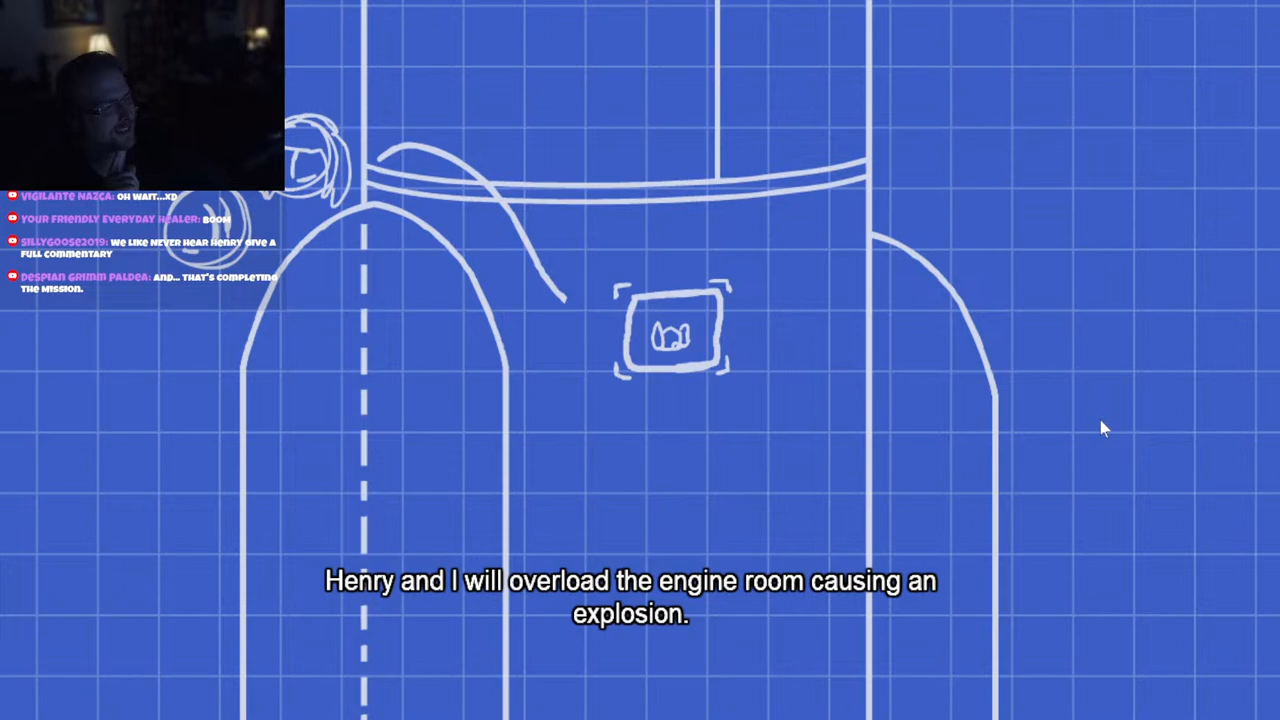 VIGILANTE NAZCA: OH WAIT...XD
YOUR FRIENDLY EVERYDAY HEALER: BOOM
SILLYGOOSE2019: WE LIKE NEVER HEAR HENRY GIVE A
FULL COMMENTARY
DESPIAN GRIMM PALDEA: AND... THAT'S COMPLETING
THE MISSION.
Henry and I will overload the engine room causing an
explosion.